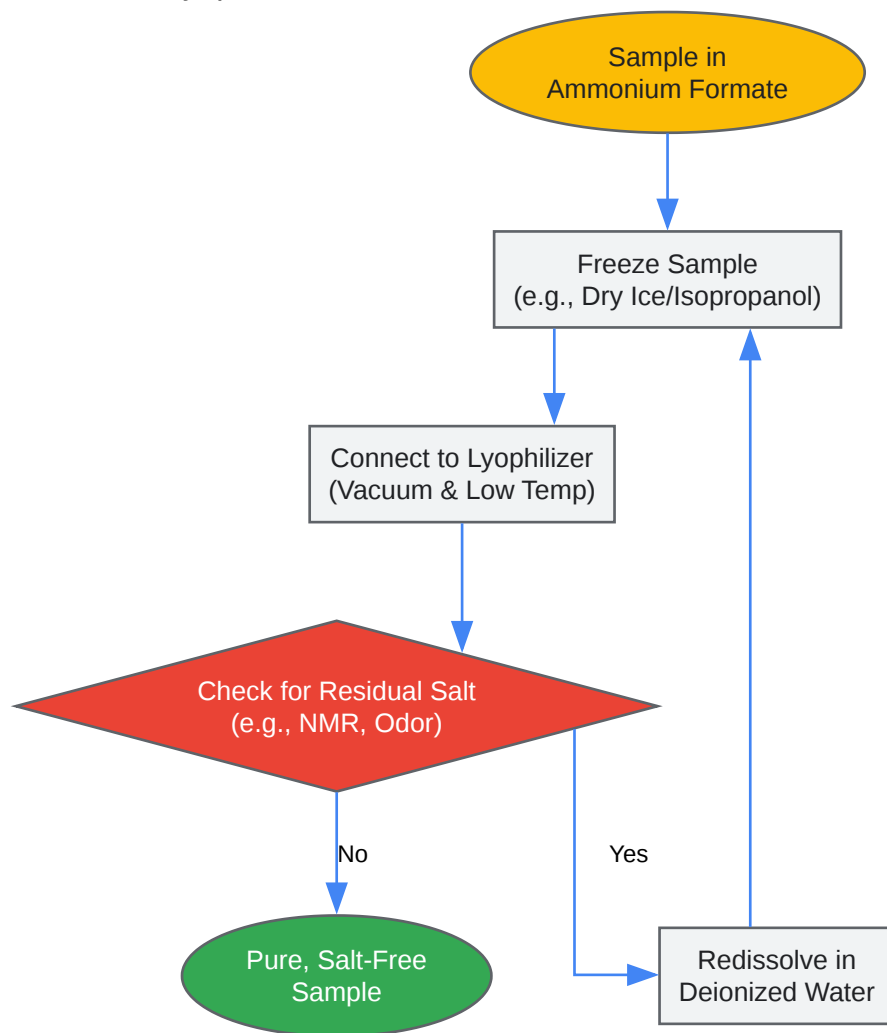 Sample in
Ammonium Formate
Freeze Sample
(e.g., Dry Ice/Isopropanol)
Connect to Lyophilizer
(Vacuum & Low Temp)
Check for Residual Salt
(e.g., NMR, Odor)
No
Yes
Pure, Salt-Free
Sample
Redissolve in
Deionized Water